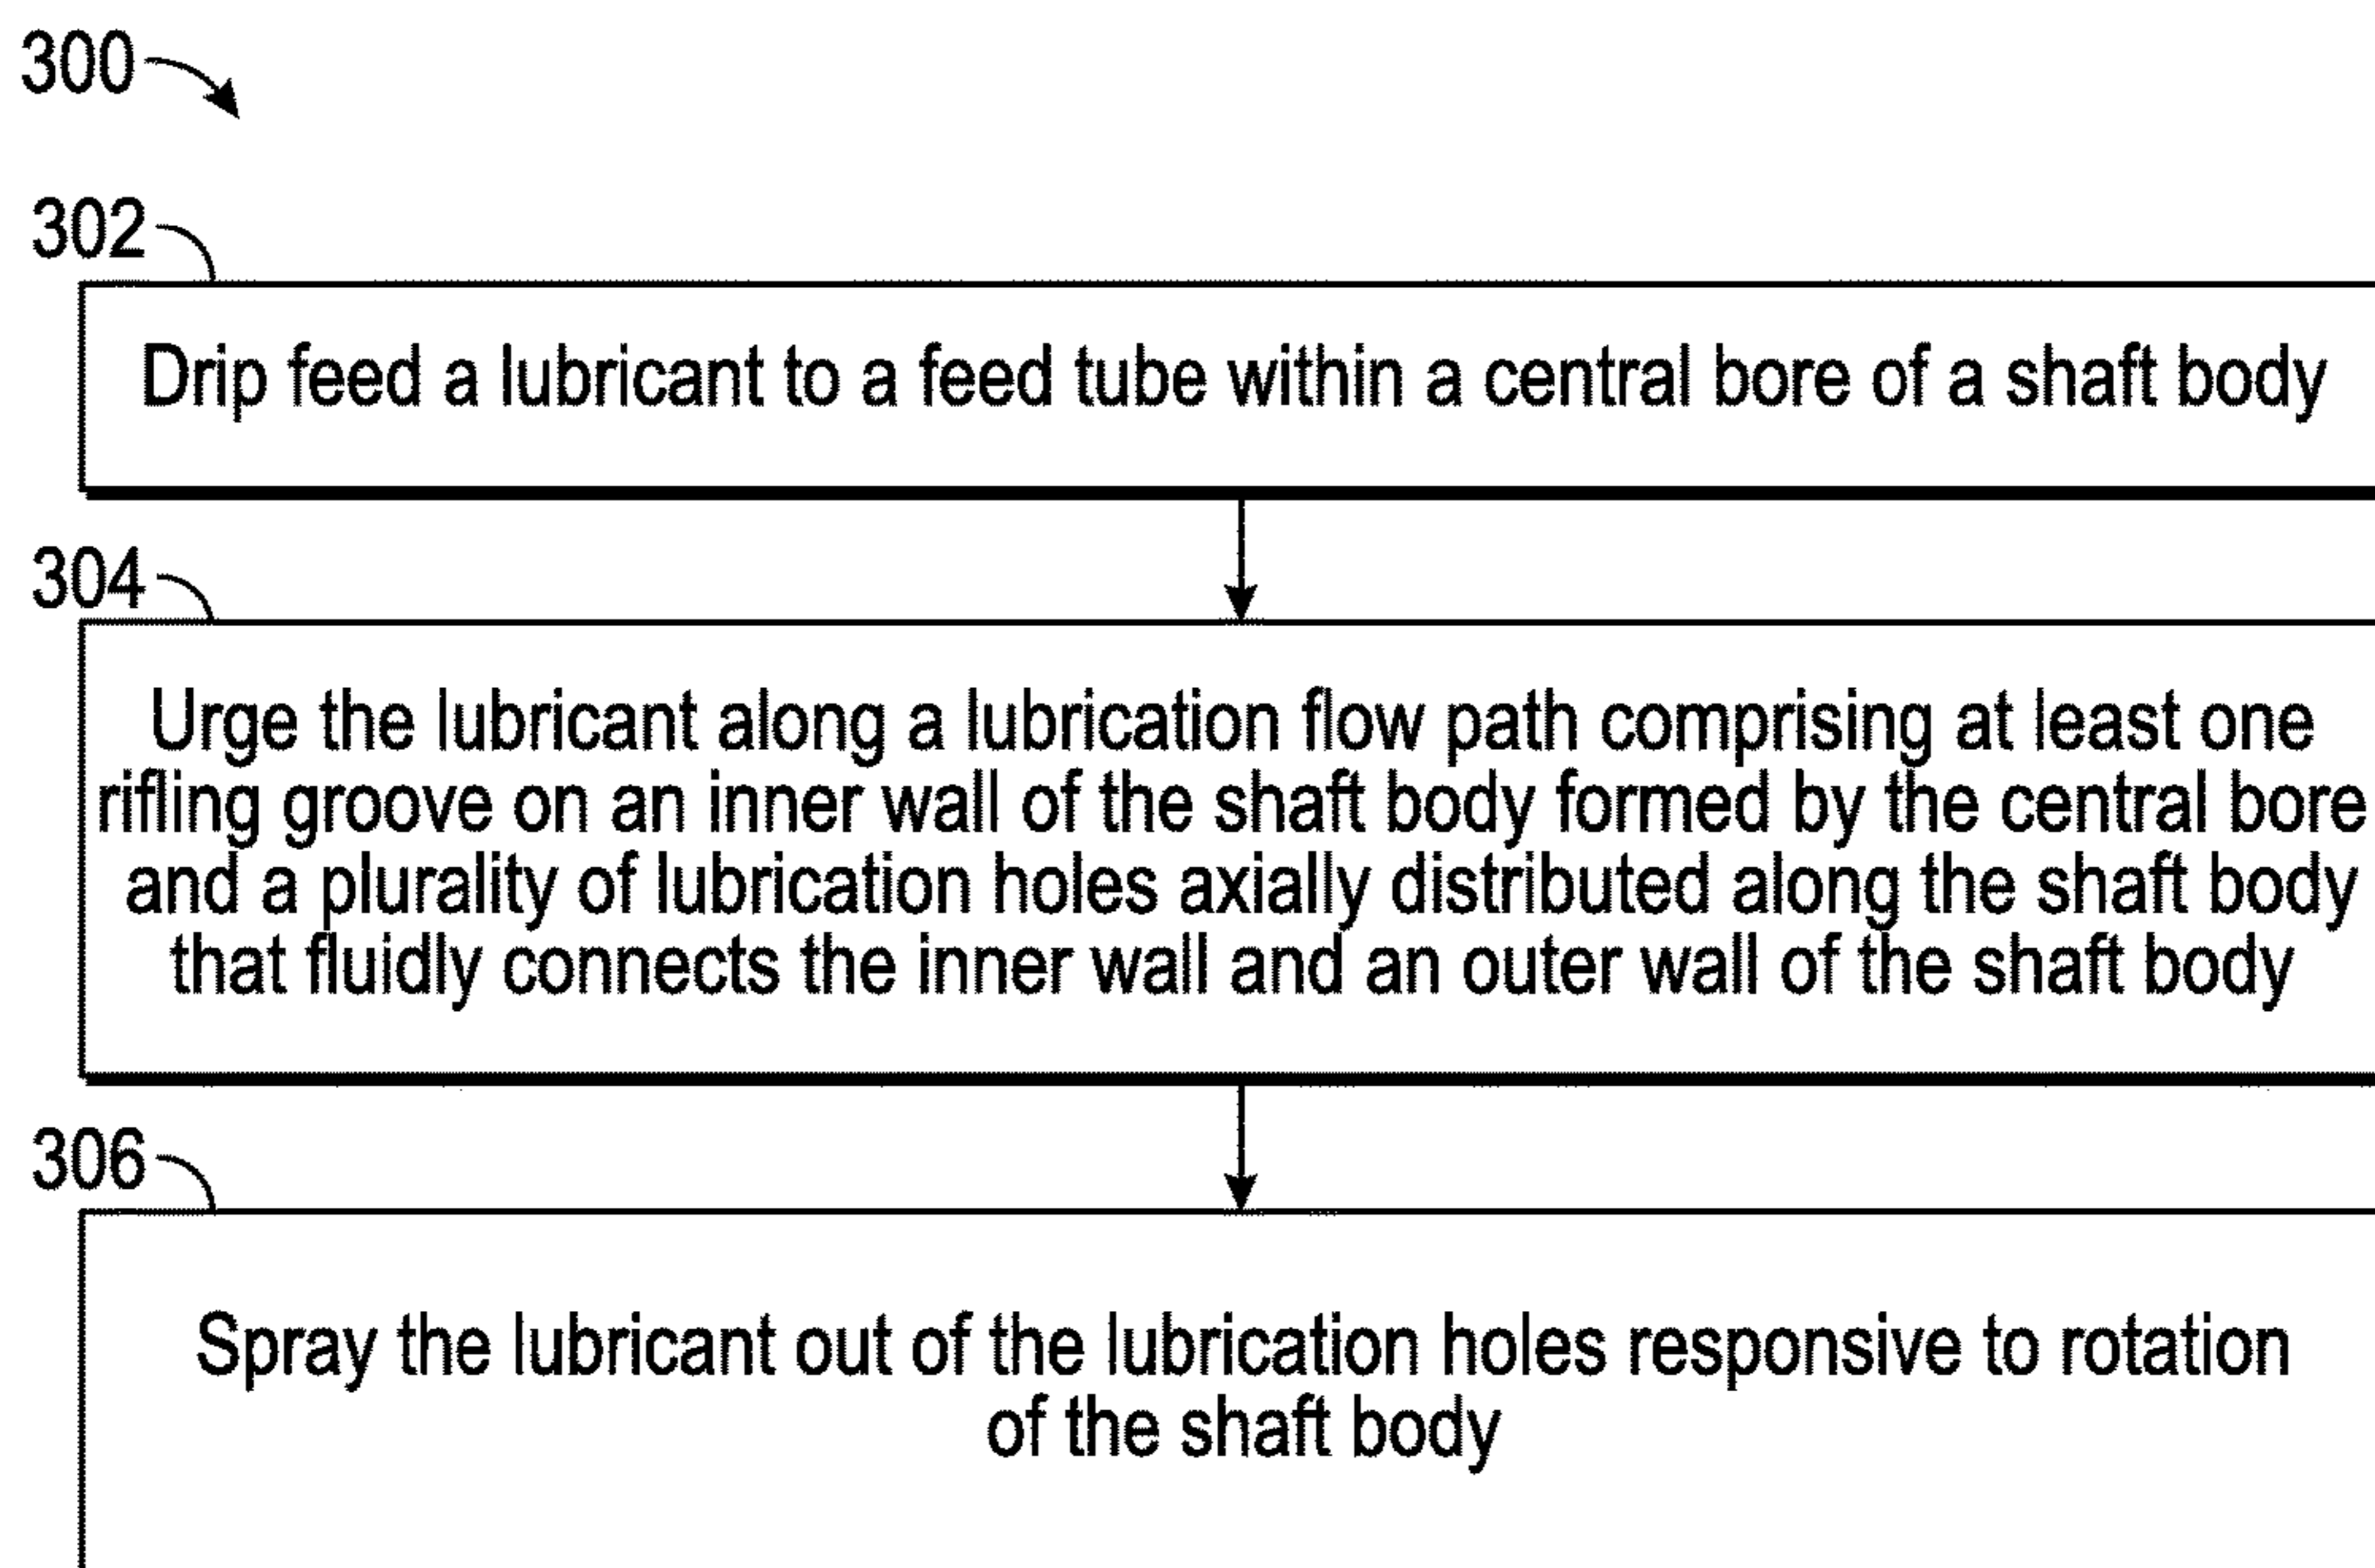 300
302
Drip feed a lubricant to a feed tube within a central bore of a shaft body
304
Urge the lubricant along a lubrication flow path comprising at least one
rifling groove on an inner wall of the shaft body formed by the central bore
and a plurality of lubrication holes axially distributed along the shaft body
that fluidly connects the inner wall and an outer wall of the shaft body
306
Spray the lubricant out of the lubrication holes responsive to rotation
of the shaft body